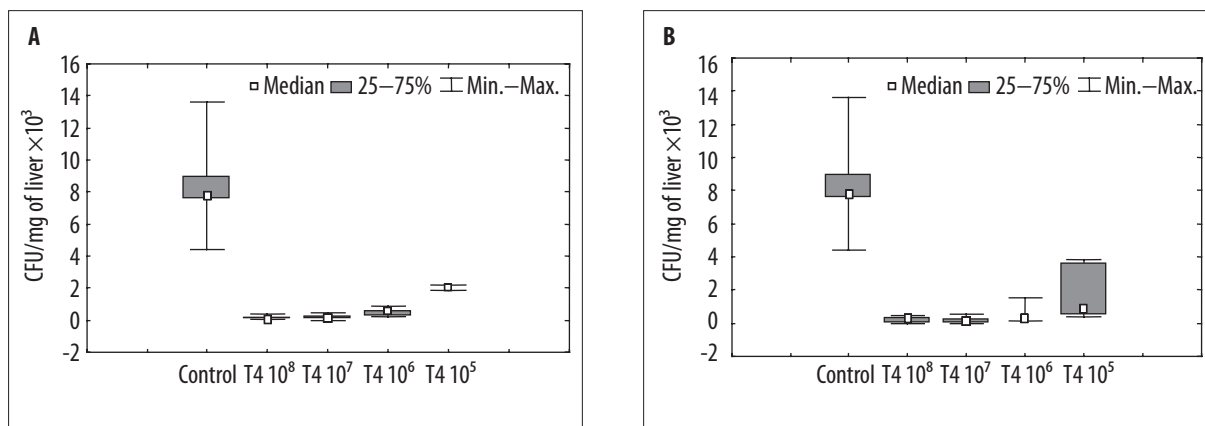 A
16
14
12
10
8
6
4
2
0
-2
CFU/mg of liver ×10³
Median 25–75% Min.–Max.
Control T4 10⁸ T4 10⁷ T4 10⁶ T4 10⁵
B
16
14
12
10
8
6
4
2
0
-2
CFU/mg of liver ×10³
Median 25–75% Min.–Max.
Control T4 10⁸ T4 10⁷ T4 10⁶ T4 10⁵